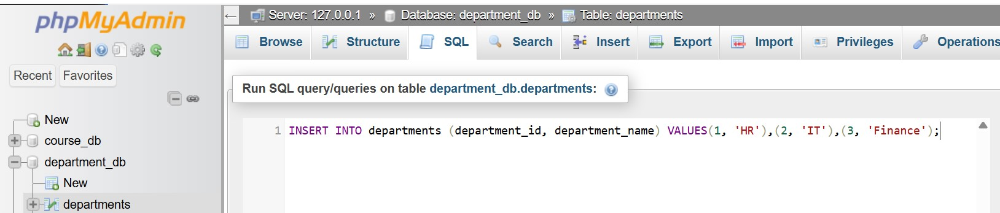 phpMyAdmin
Recent Favorites
New
course_db
department_db
New
departments
Server: 127.0.0.1 » Database: department_db » Table: departments
Browse Structure SQL Search Insert Export Import Privileges Operations
Run SQL query/queries on table department_db.departments:
1 INSERT INTO departments (department_id, department_name) VALUES(1, 'HR'),(2, 'IT'),(3, 'Finance');